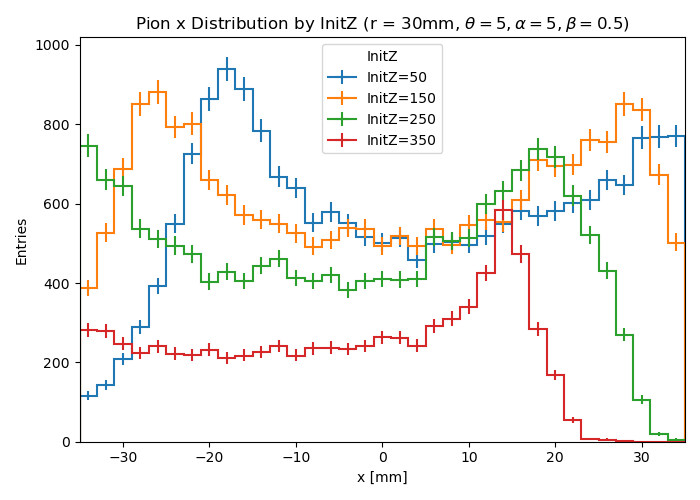 Pion x Distribution by InitZ (r = 30mm, θ = 5, α = 5, β = 0.5)
InitZ
InitZ=50
InitZ=150
InitZ=250
InitZ=350
Entries
1000
800
600
400
200
0
−30 −20 −10 0 10 20 30
x [mm]